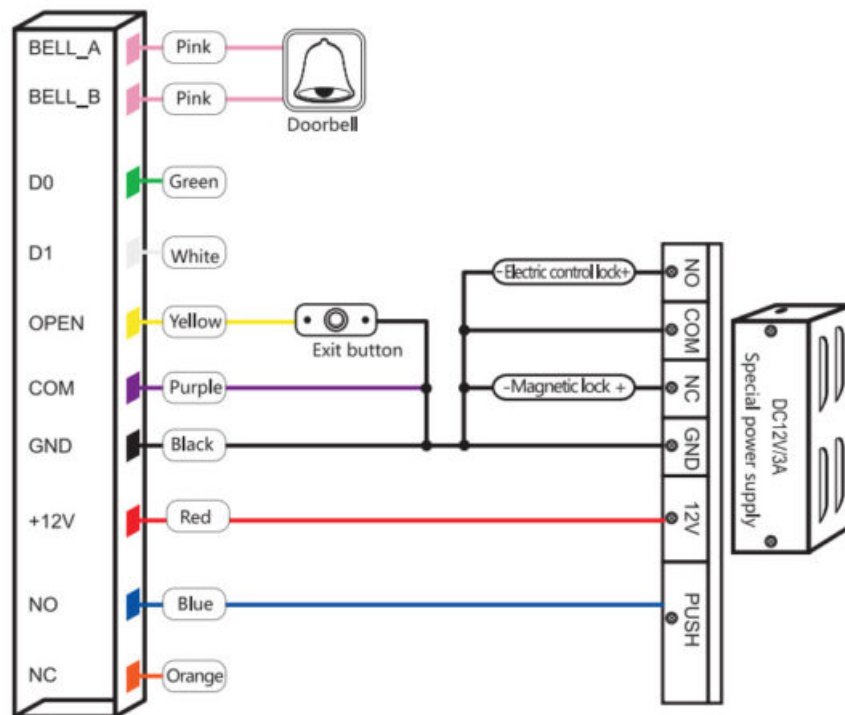 BELL_A Pink
BELL_B Pink
Doorbell
D0 Green
D1 White
OPEN Yellow
Exit button
COM Purple
GND Black
+12V Red
NO Blue
NC Orange
-Electric control lock+ NO
COM
-Magnetic lock + NC
GND
12V
PUSH
DC12V/3A
Special power supply